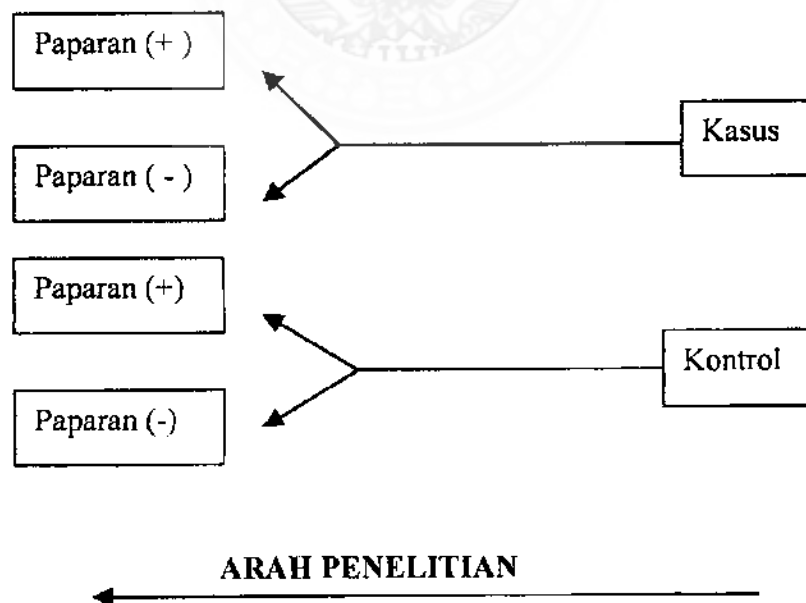 Paparan (+ )
Kasus
Paparan ( - )
Paparan (+)
Kontrol
Paparan (-)
ARAH PENELITIAN